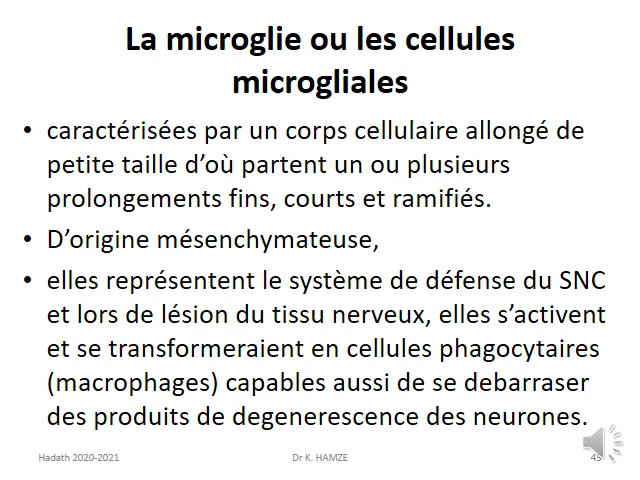 La microglie ou les cellules
microgliales
• caractérisées par un corps cellulaire allongé de
petite taille d’où partent un ou plusieurs
prolongements fins, courts et ramifiés.
• D’origine mésenchymateuse,
• elles représentent le système de défense du SNC
et lors de lésion du tissu nerveux, elles s’activent
et se transformeraient en cellules phagocytaires
(macrophages) capables aussi de se debarraser
des produits de degenerescence des neurones.
Hadath 2020-2021 Dr K. HAMZE